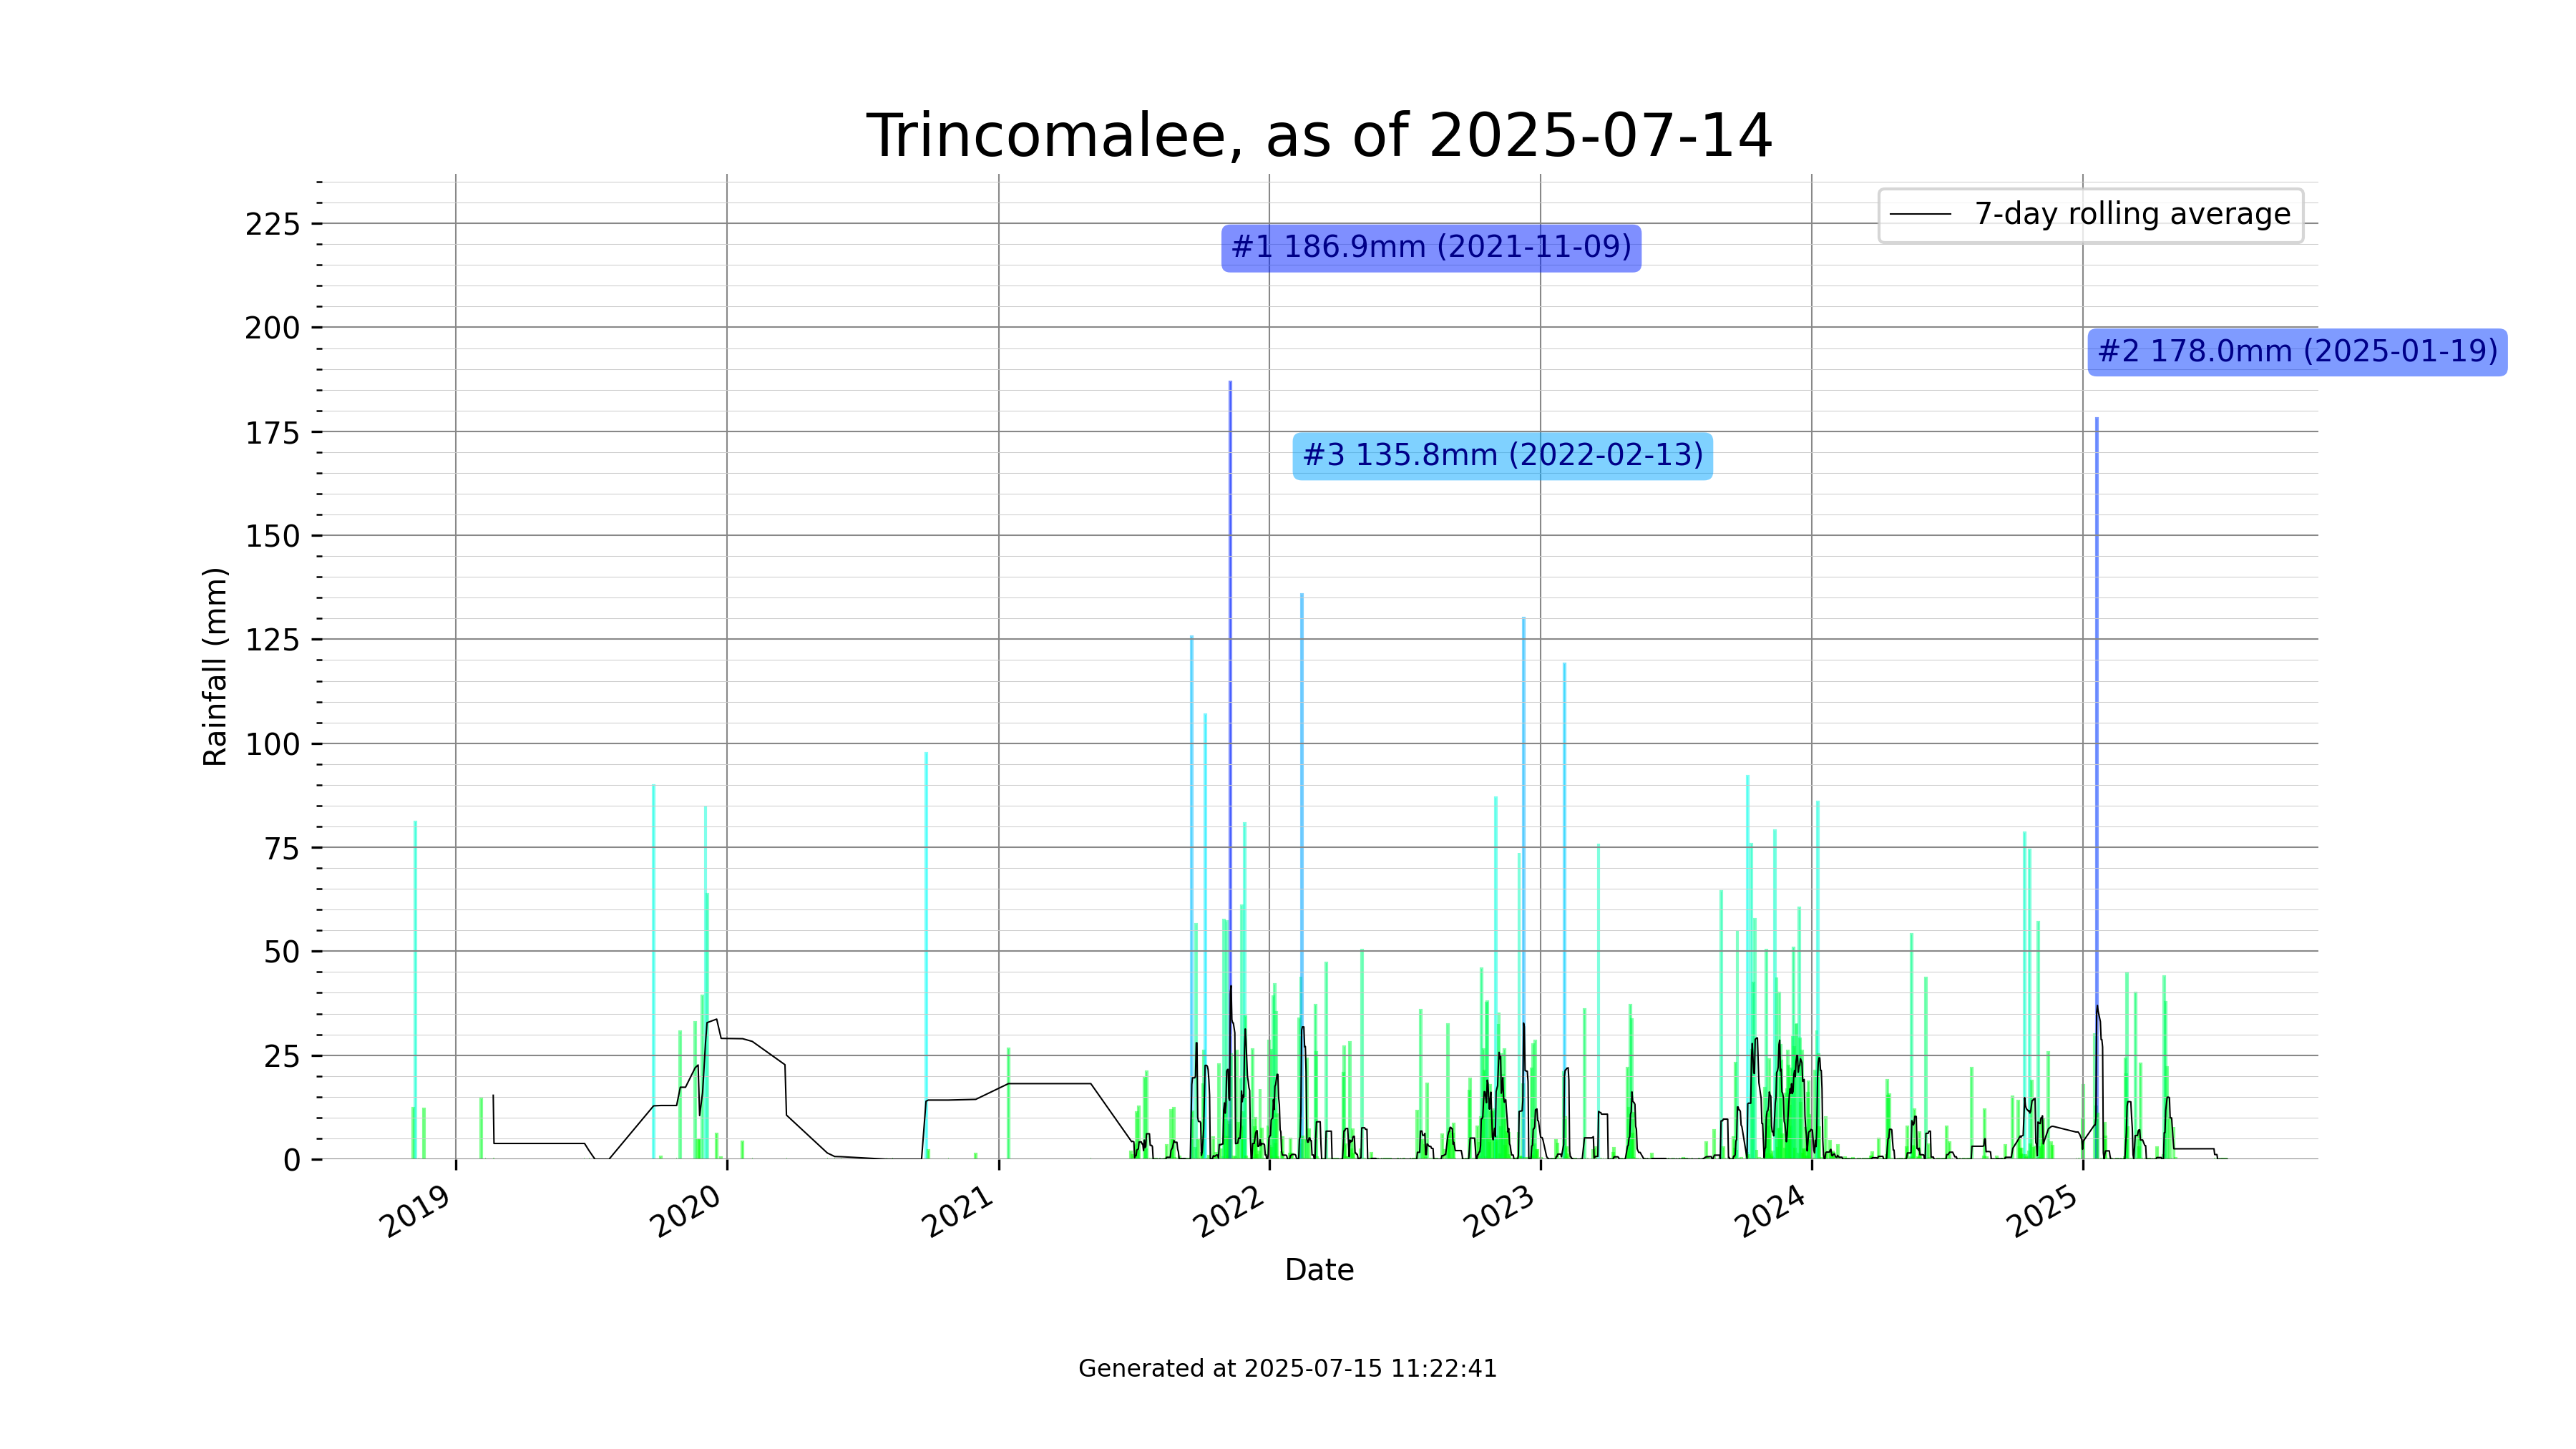 Trincomalee, as of 2025-07-14
7-day rolling average
#1 186.9mm (2021-11-09)
#2 178.0mm (2025-01-19)
#3 135.8mm (2022-02-13)
Rainfall (mm)
225
200
175
150
125
100
75
50
25
0
2019
2020
2021
2022
2023
2024
2025
Date
Generated at 2025-07-15 11:22:41